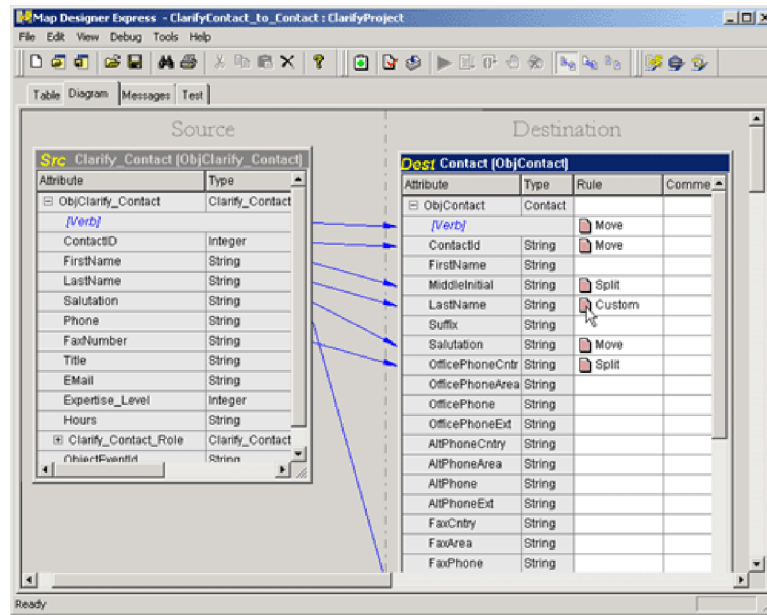 Map Designer Express - ClarifyContact_to_Contact : ClarifyProject
File Edit View Debug Tools Help
Table Diagram Messages Test
Source
Src Clarify_Contact [ObjClarify_Contact]
Attribute Type
ObjClarify_Contact Clarify_Contact
[Verb]
ContactID Integer
FirstName String
LastName String
Salutation String
Phone String
FaxNumber String
Title String
EMail String
Expertise_Level Integer
Hours String
Clarify_Contact_Role Clarify_Contact
ObjectEventId String
Destination
Dest Contact [ObjContact]
Attribute Type Rule Comme
ObjContact Contact
[Verb] Move
ContactId String Move
FirstName String
MiddleInitial String Split
LastName String Custom
Suffix String
Salutation String Move
OfficePhoneCntr String Split
OfficePhoneArea String
OfficePhone String
OfficePhoneExt String
AltPhoneCntry String
AltPhoneArea String
AltPhone String
AltPhoneExt String
FaxCntry String
FaxArea String
FaxPhone String
Ready